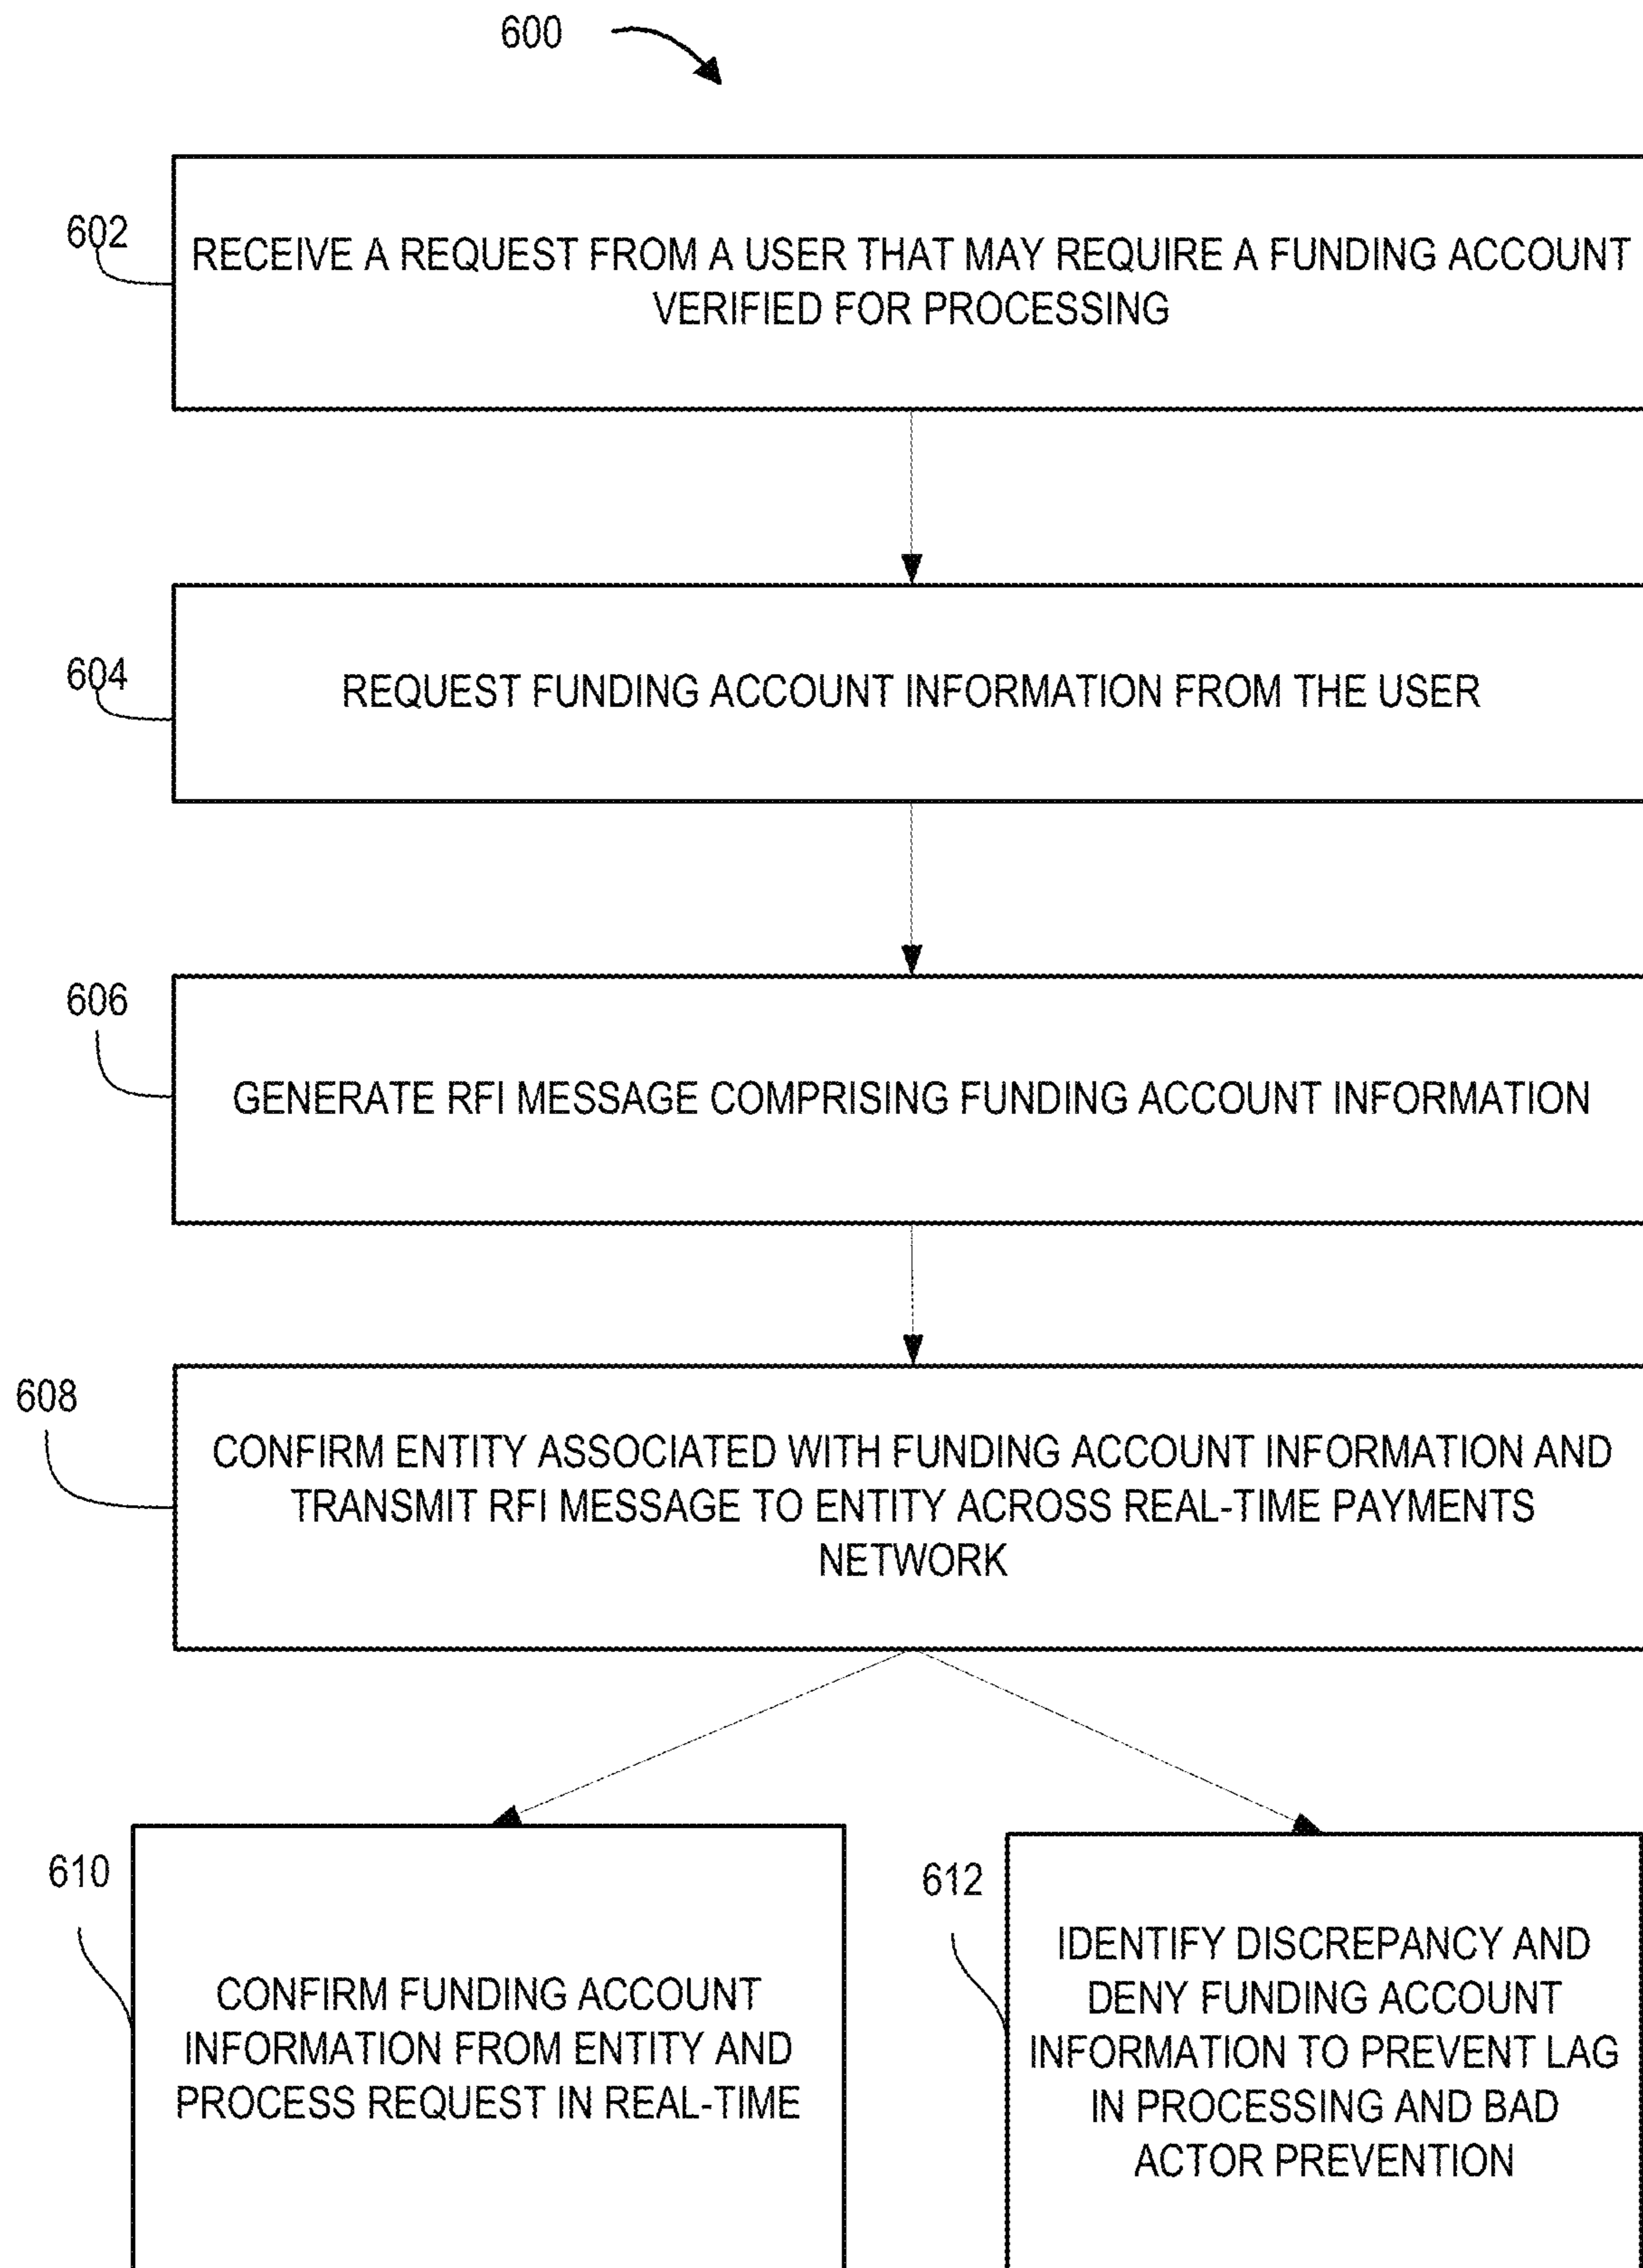 600
602
RECEIVE A REQUEST FROM A USER THAT MAY REQUIRE A FUNDING ACCOUNT
VERIFIED FOR PROCESSING
604
REQUEST FUNDING ACCOUNT INFORMATION FROM THE USER
606
GENERATE RFI MESSAGE COMPRISING FUNDING ACCOUNT INFORMATION
608
CONFIRM ENTITY ASSOCIATED WITH FUNDING ACCOUNT INFORMATION AND
TRANSMIT RFI MESSAGE TO ENTITY ACROSS REAL-TIME PAYMENTS
NETWORK
610
CONFIRM FUNDING ACCOUNT
INFORMATION FROM ENTITY AND
PROCESS REQUEST IN REAL-TIME
612
IDENTIFY DISCREPANCY AND
DENY FUNDING ACCOUNT
INFORMATION TO PREVENT LAG
IN PROCESSING AND BAD
ACTOR PREVENTION